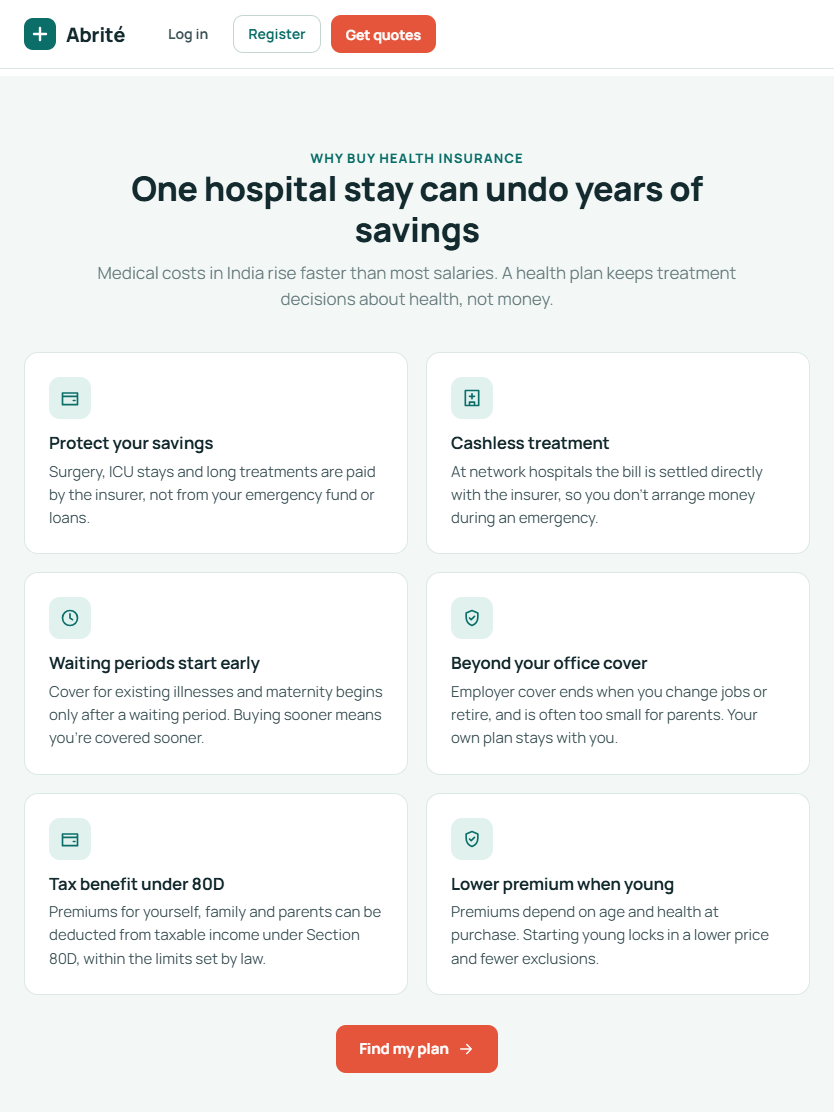 Abrité
Log in
Register
Get quotes
WHY BUY HEALTH INSURANCE
One hospital stay can undo years of
savings
Medical costs in India rise faster than most salaries. A health plan keeps treatment
decisions about health, not money.
Protect your savings
Surgery, ICU stays and long treatments are paid
by the insurer, not from your emergency fund or
loans.
Cashless treatment
At network hospitals the bill is settled directly
with the insurer, so you don't arrange money
during an emergency.
Waiting periods start early
Cover for existing illnesses and maternity begins
only after a waiting period. Buying sooner means
you're covered sooner.
Beyond your office cover
Employer cover ends when you change jobs or
retire, and is often too small for parents. Your
own plan stays with you.
Tax benefit under 80D
Premiums for yourself, family and parents can be
deducted from taxable income under Section
80D, within the limits set by law.
Lower premium when young
Premiums depend on age and health at
purchase. Starting young locks in a lower price
and fewer exclusions.
Find my plan